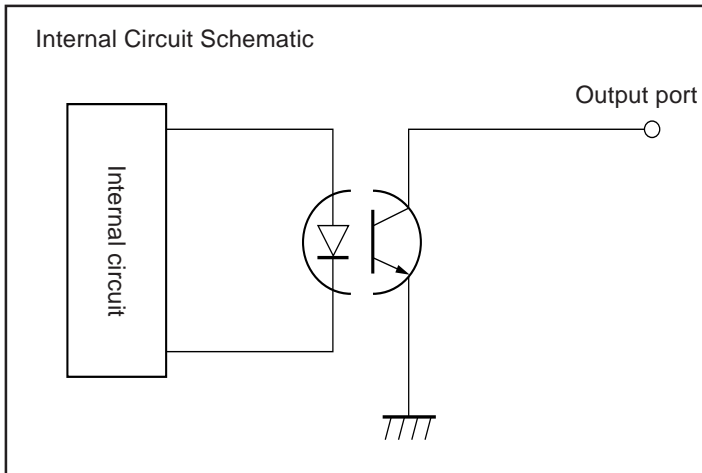 Internal Circuit Schematic
Output port
Internal circuit